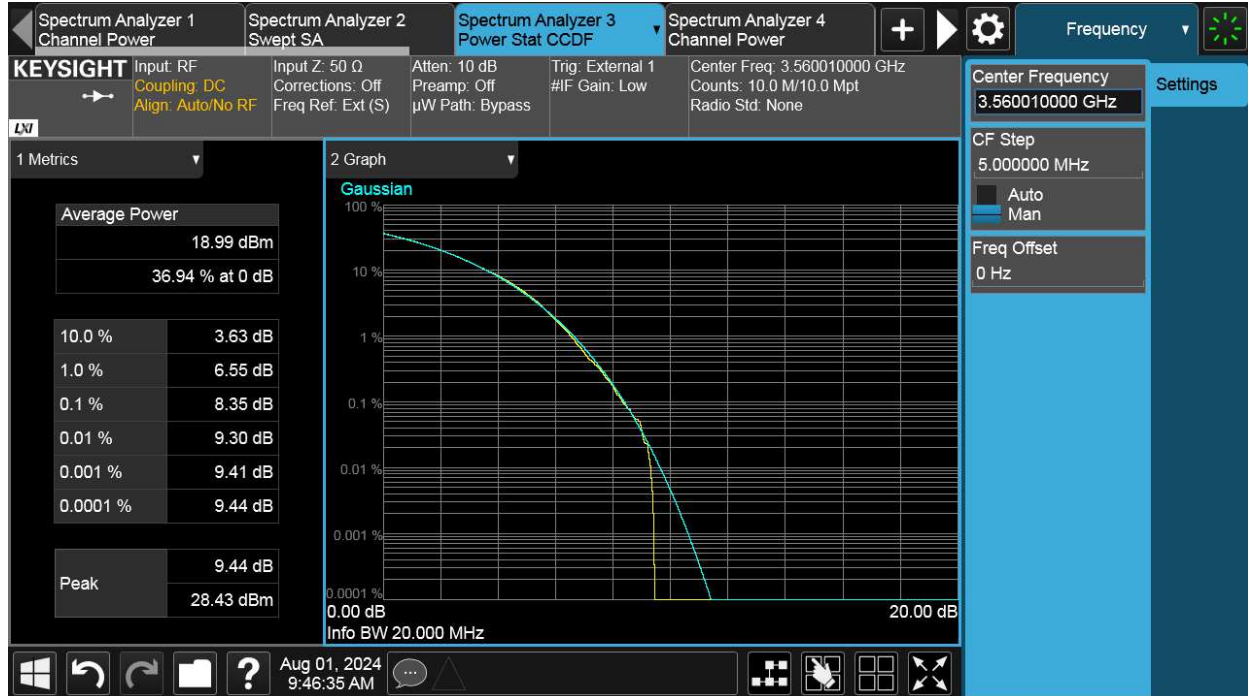 Spectrum Analyzer 1
Channel Power
Spectrum Analyzer 2
Swept SA
Spectrum Analyzer 3
Power Stat CCDF
Spectrum Analyzer 4
Channel Power
+
Frequency
KEYSIGHT
LXI
Input: RF
Coupling: DC
Align: Auto/No RF
Input Z: 50 Ω
Corrections: Off
Freq Ref: Ext (S)
Atten: 10 dB
Preamp: Off
µW Path: Bypass
Trig: External 1
#IF Gain: Low
Center Freq: 3.560010000 GHz
Counts: 10.0 M/10.0 Mpt
Radio Std: None
Center Frequency
3.560010000 GHz
Settings
CF Step
5.000000 MHz
Auto
Man
Freq Offset
0 Hz
1 Metrics
Average Power
18.99 dBm
36.94 % at 0 dB
10.0 % 3.63 dB
1.0 % 6.55 dB
0.1 % 8.35 dB
0.01 % 9.30 dB
0.001 % 9.41 dB
0.0001 % 9.44 dB
Peak
9.44 dB
28.43 dBm
2 Graph
Gaussian
100 %
10 %
1 %
0.1 %
0.01 %
0.001 %
0.0001 %
0.00 dB 20.00 dB
Info BW 20.000 MHz
?
Aug 01, 2024
9:46:35 AM